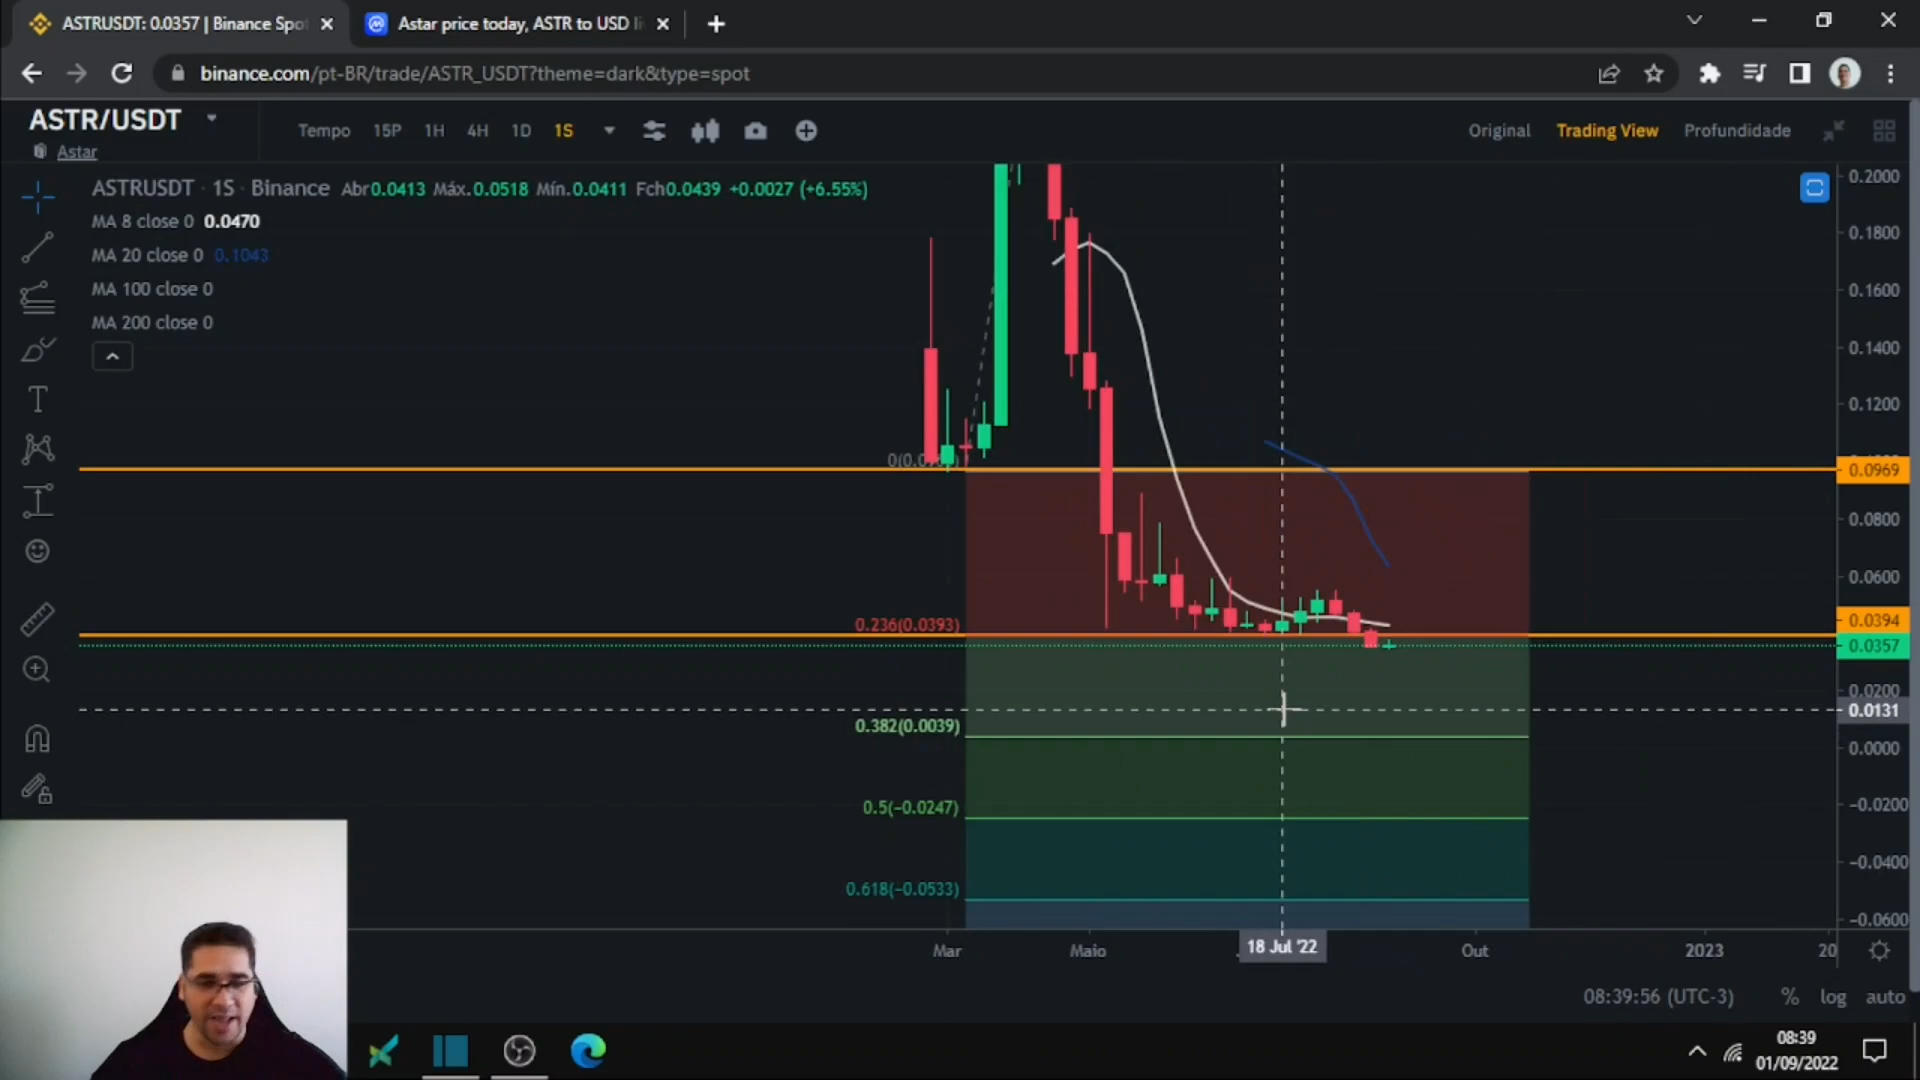 ASTRUSDT: 0.0357 | Binance Spo
Astar price today, ASTR to USD li
binance.com/pt-BR/trade/ASTR_USDT?theme=dark&type=spot
ASTR/USDT
Astar
Tempo 15P 1H 4H 1D 1S
Original Trading View Profundidade
ASTRUSDT · 1S · Binance Abr0.0413 Máx.0.0518 Mín.0.0411 Fch0.0439 +0.0027 (+6.55%)
MA 8 close 0 0.0470
MA 20 close 0 0.1043
MA 100 close 0
MA 200 close 0
0.2000
0.1800
0.1600
0.1400
0.1200
0.0969
0.0800
0.0600
0.0394
0.0357
0.0200
0.0131
0.0000
−0.0200
−0.0400
−0.0600
0.236(0.0393)
0.382(0.0039)
0.5(−0.0247)
0.618(−0.0533)
Mar Maio 18 Jul '22 Out 2023 20
08:39:56 (UTC-3) % log auto
08:39
01/09/2022